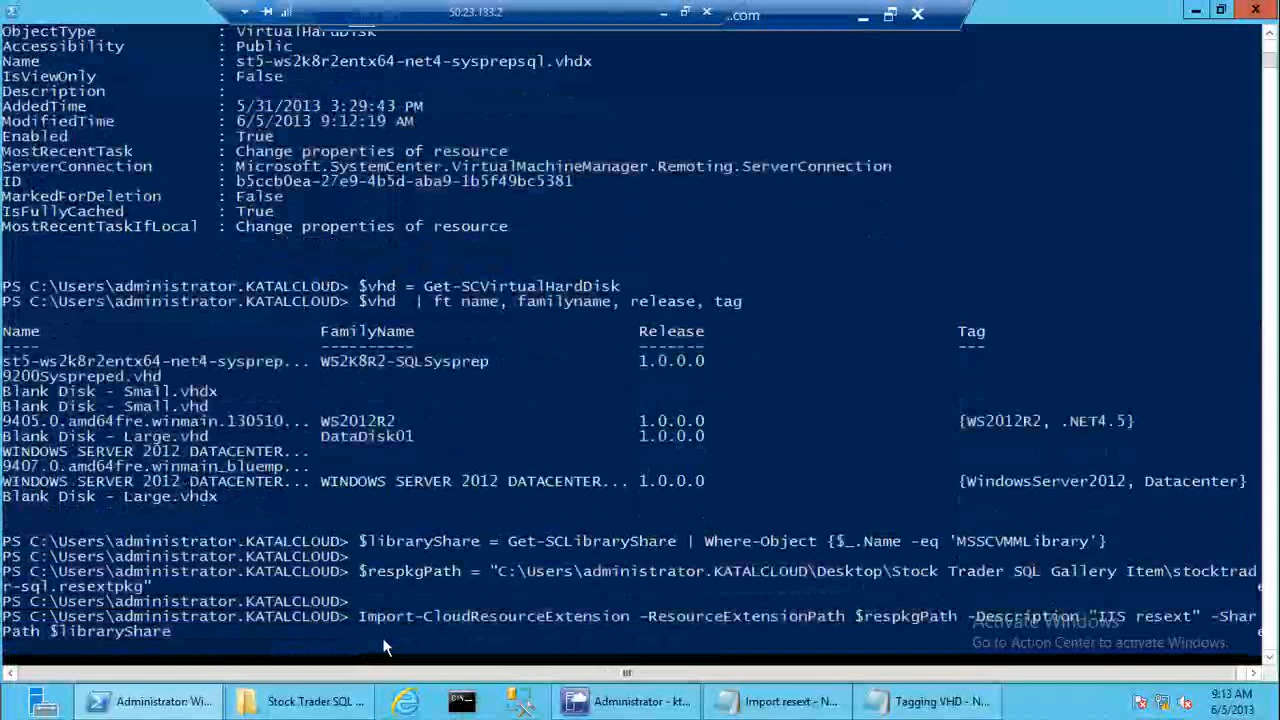 50:23.133.2
..com
ObjectType : VirtualHardDisk
Accessibility : Public
Name : st5-ws2k8r2entx64-net4-sysprepsql.vhdx
IsViewOnly : False
Description :
AddedTime : 5/31/2013 3:29:43 PM
ModifiedTime : 6/5/2013 9:12:19 AM
Enabled : True
MostRecentTask : Change properties of resource
ServerConnection : Microsoft.SystemCenter.VirtualMachineManager.Remoting.ServerConnection
ID : b5ccb0ea-27e9-4b5d-aba9-1b5f49bc5381
MarkedForDeletion : False
IsFullyCached : True
MostRecentTaskIfLocal : Change properties of resource
PS C:\Users\administrator.KATALCLOUD> $vhd = Get-SCVirtualHardDisk
PS C:\Users\administrator.KATALCLOUD> $vhd | ft name, familyname, release, tag
Name FamilyName Release Tag
---- ---------- ------- ---
st5-ws2k8r2entx64-net4-sysprep... WS2K8R2-SQLSysprep 1.0.0.0
9200Syspreped.vhd
Blank Disk - Small.vhdx
Blank Disk - Small.vhd
9405.0.amd64fre.winmain.130510... WS2012R2 1.0.0.0 {WS2012R2, .NET4.5}
Blank Disk - Large.vhd DataDisk01 1.0.0.0
WINDOWS SERVER 2012 DATACENTER...
9407.0.amd64fre.winmain_bluemp...
WINDOWS SERVER 2012 DATACENTER... WINDOWS SERVER 2012 DATACENTER... 1.0.0.0 {WindowsServer2012, Datacenter}
Blank Disk - Large.vhdx
PS C:\Users\administrator.KATALCLOUD> $libraryShare = Get-SCLibraryShare | Where-Object {$_.Name -eq 'MSSCVMMLibrary'}
PS C:\Users\administrator.KATALCLOUD>
PS C:\Users\administrator.KATALCLOUD> $respkgPath = "C:\Users\administrator.KATALCLOUD\Desktop\Stock Trader SQL Gallery Item\stocktrad
r-sql.resextpkg"
PS C:\Users\administrator.KATALCLOUD>
PS C:\Users\administrator.KATALCLOUD> Import-CloudResourceExtension -ResourceExtensionPath $respkgPath -Description "ITS resext" -Shar
Path $libraryShare
Activate Windows
Go to Action Center to activate Windows.
Administrator: Wi...
Stock Trader SQL ...
Administrator - kt...
Import resext - N...
Tagging VHD - N...
9:13 AM
6/5/2013